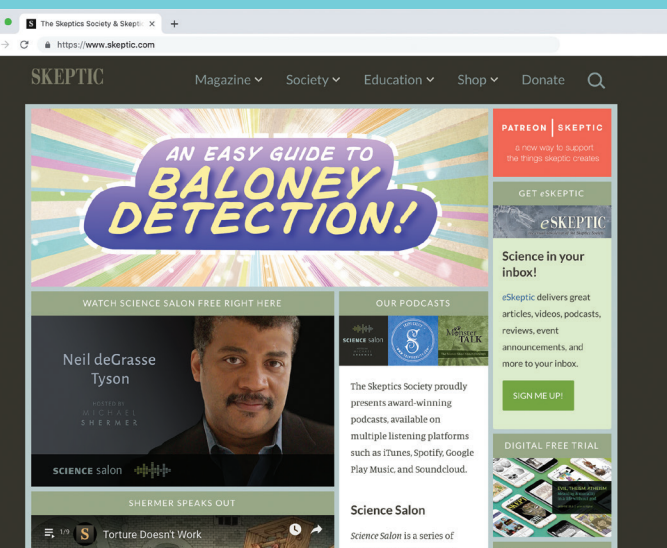 The Skeptics Society & Skepti
https://www.skeptic.com
SKEPTIC
Magazine
Society
Education
Shop
Donate
AN EASY GUIDE TO
BALONEY
DETECTION!
PATREON | SKEPTIC
a new way to support
the things skeptic creates
GET eSKEPTIC
eSKEPTIC
Science in your
inbox!
eSkeptic delivers great
articles, videos, podcasts,
reviews, event
announcements, and
more to your inbox.
SIGN ME UP!
WATCH SCIENCE SALON FREE RIGHT HERE
Neil deGrasse
Tyson
HOSTED BY
MICHAEL
SHERMER
SCIENCE salon
OUR PODCASTS
SCIENCE salon
Monster
TALK
The Skeptics Society proudly
presents award-winning
podcasts, available on
multiple listening platforms
such as iTunes, Spotify, Google
Play Music, and Soundcloud.
Science Salon
Science Salon is a series of
DIGITAL FREE TRIAL
SHERMER SPEAKS OUT
1/9
S
Torture Doesn't Work